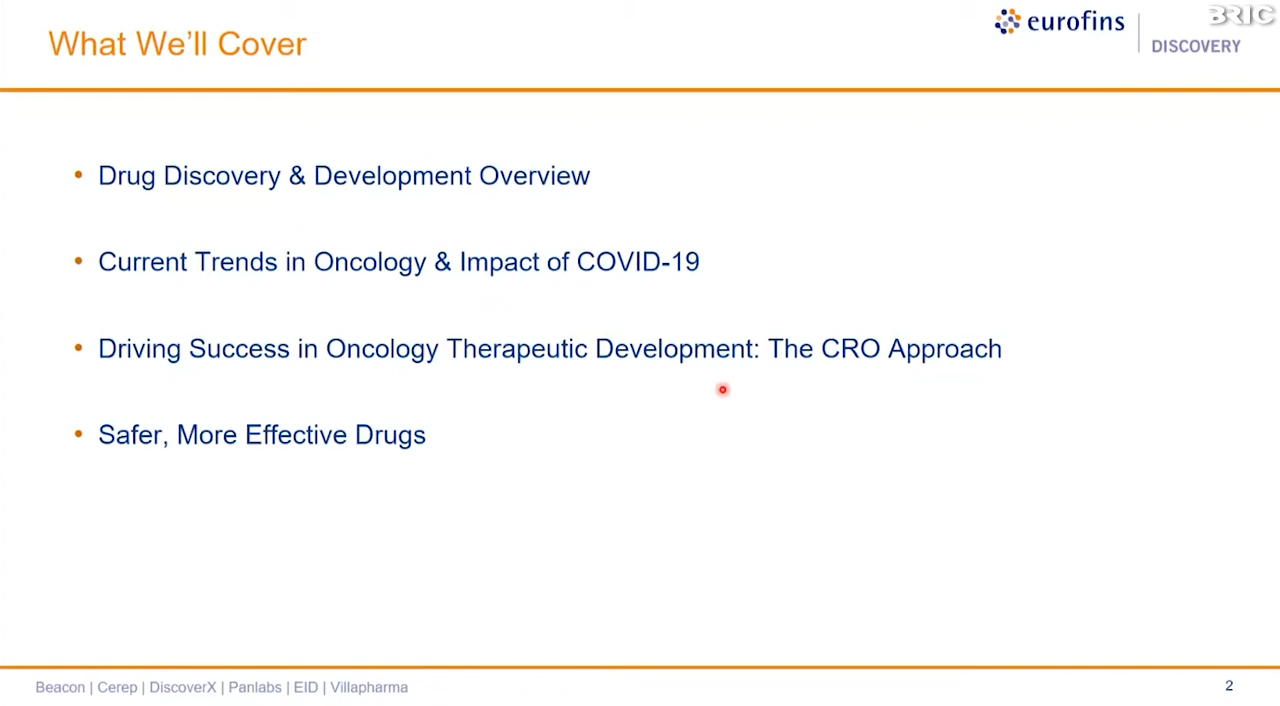 What We'll Cover
eurofins
DISCOVERY
BRIC
• Drug Discovery & Development Overview
• Current Trends in Oncology & Impact of COVID-19
• Driving Success in Oncology Therapeutic Development: The CRO Approach
• Safer, More Effective Drugs
Beacon | Cerep | DiscoverX | Panlabs | EID | Villapharma
2